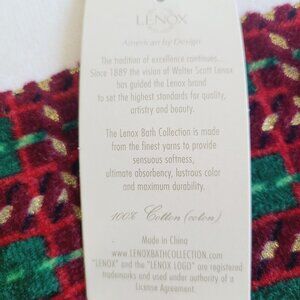 LENOX
American by Design
The tradition of excellence continues...
Since 1889 the vision of Walter Scott Lenox
has guided the Lenox brand
to set the highest standards for quality,
artistry and beauty.
The Lenox Bath Collection is made
from the finest yarns to provide
sensuous softness,
ultimate absorbency, lustrous color
and maximum durability.
100% Cotton (coton)
Made in China
www.LENOXBATHCOLLECTION.com
"LENOX" and the "LENOX LOGO" are registered
trademarks and used under authority of a
License Agreement.